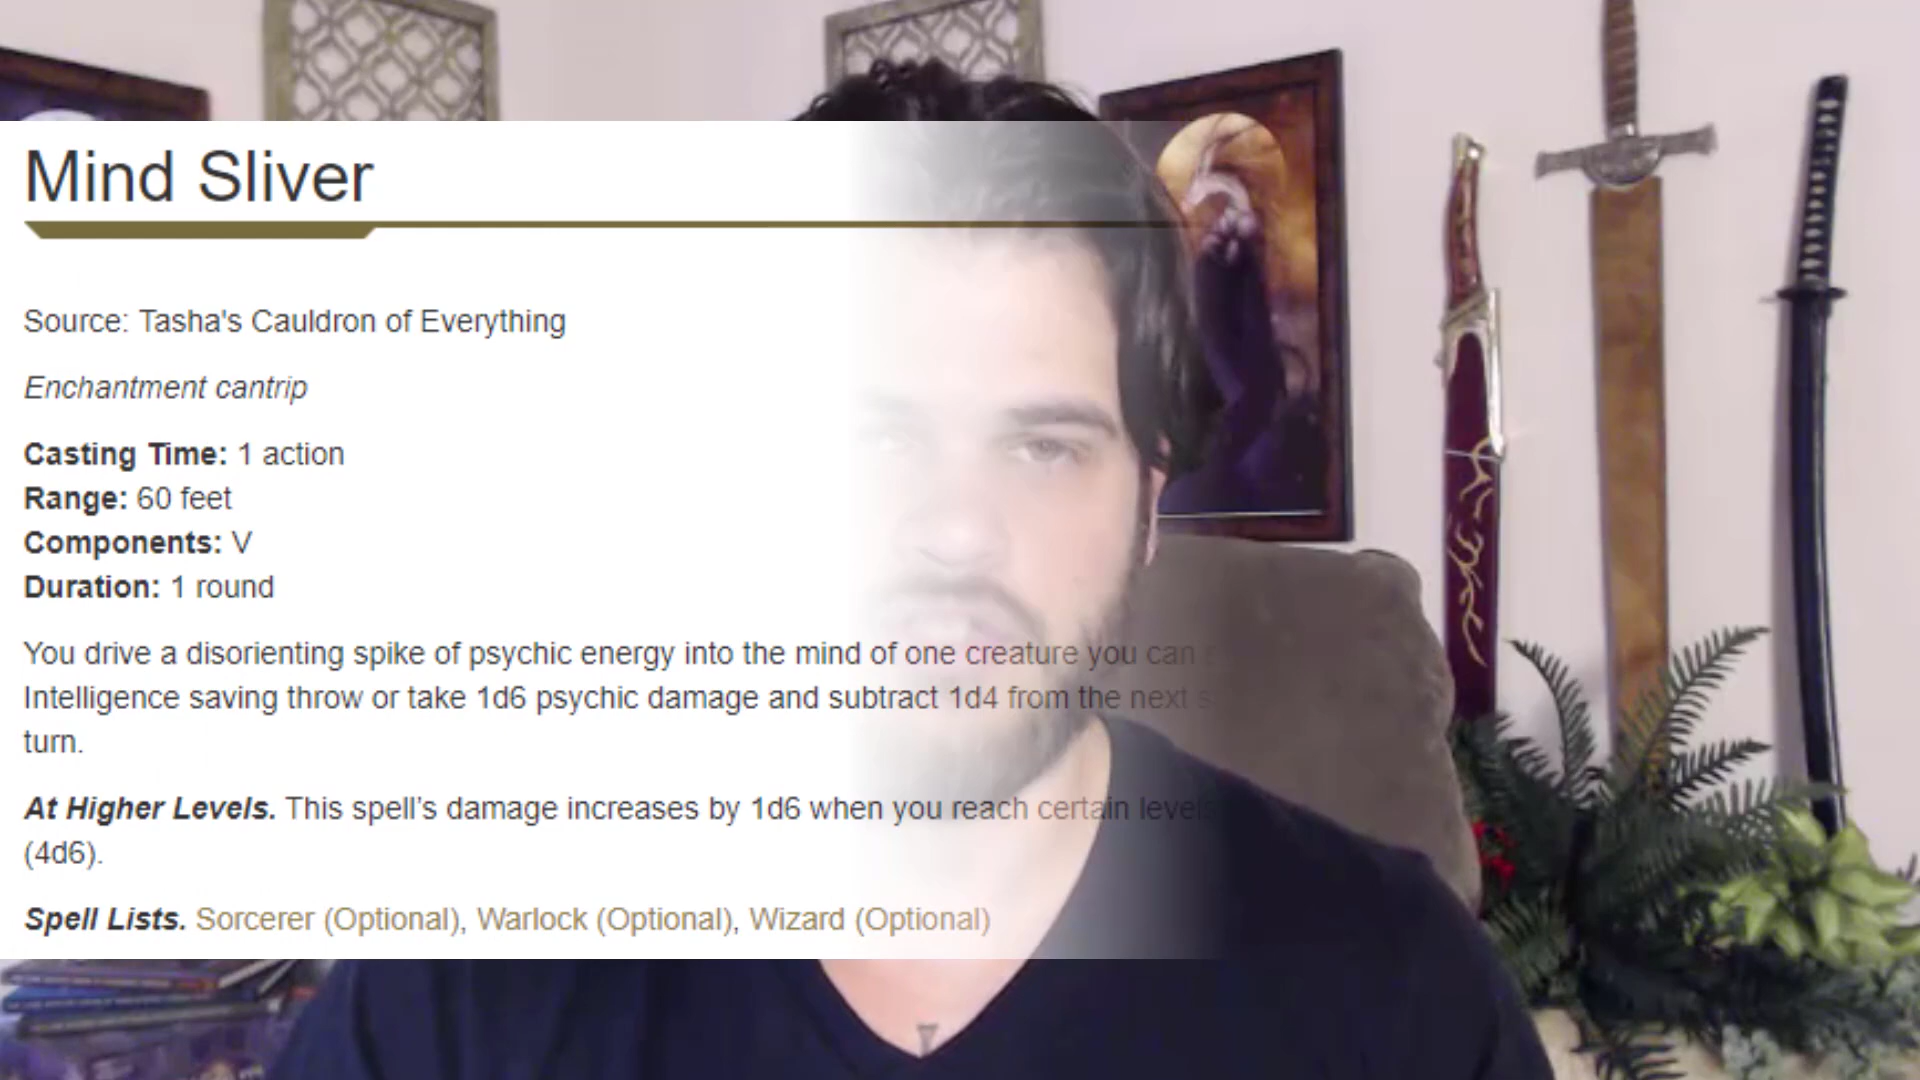 Mind Sliver
Source: Tasha's Cauldron of Everything
Enchantment cantrip
Casting Time: 1 action
Range: 60 feet
Components: V
Duration: 1 round
You drive a disorienting spike of psychic energy into the mind of one creature you can
Intelligence saving throw or take 1d6 psychic damage and subtract 1d4 from the next
turn.
At Higher Levels. This spell’s damage increases by 1d6 when you reach certain levels
(4d6).
Spell Lists. Sorcerer (Optional), Warlock (Optional), Wizard (Optional)